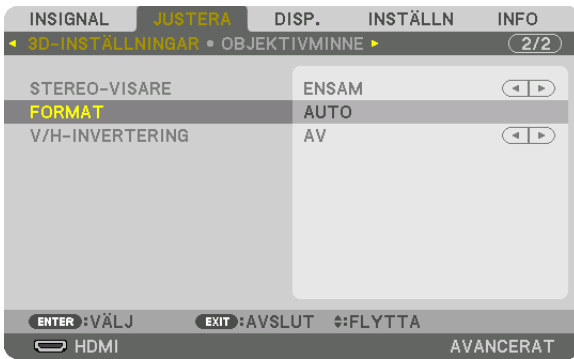 INSIGNAL JUSTERA DISP. INSTÄLLN INFO
3D-INSTÄLLNINGAR • OBJEKTIVMINNE 2/2
STEREO-VISARE ENSAM
FORMAT AUTO
V/H-INVERTERING AV
ENTER:VÄLJ EXIT:AVSLUT :FLYTTA
HDMI AVANCERAT